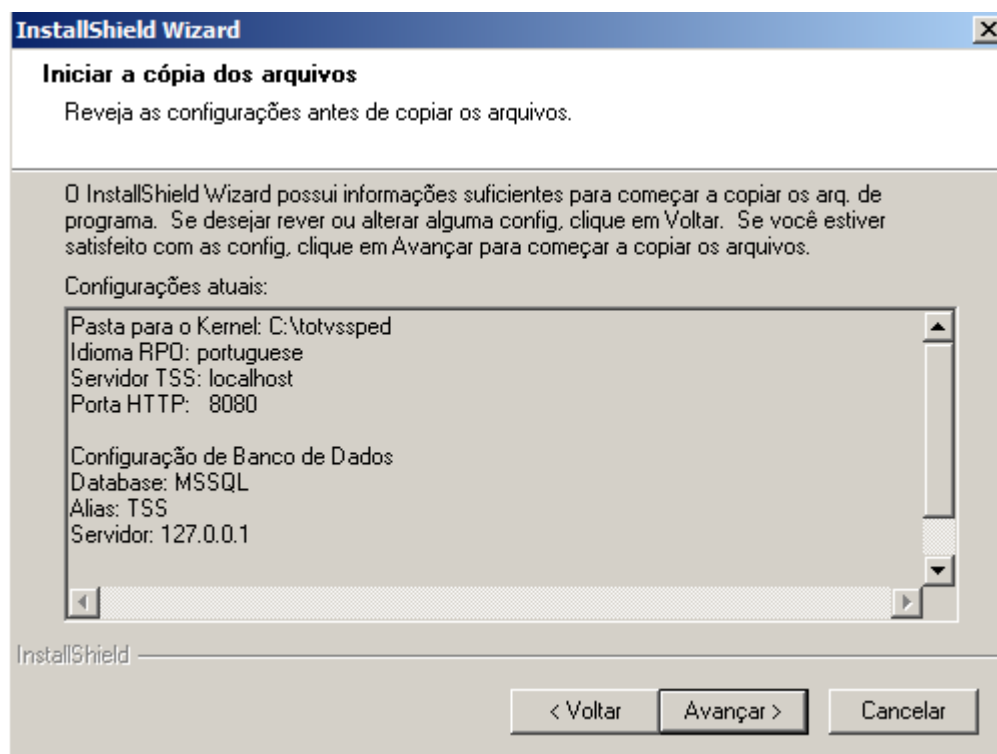 InstallShield Wizard
Iniciar a cópia dos arquivos
Reveja as configurações antes de copiar os arquivos.
O InstallShield Wizard possui informações suficientes para começar a copiar os arq. de
programa.  Se desejar rever ou alterar alguma config, clique em Voltar.  Se você estiver
satisfeito com as config, clique em Avançar para começar a copiar os arquivos.
Configurações atuais:
Pasta para o Kernel: C:\totvssped
Idioma RPO: portuguese
Servidor TSS: localhost
Porta HTTP:   8080
Configuração de Banco de Dados
Database: MSSQL
Alias: TSS
Servidor: 127.0.0.1
InstallShield
< Voltar
Avançar >
Cancelar